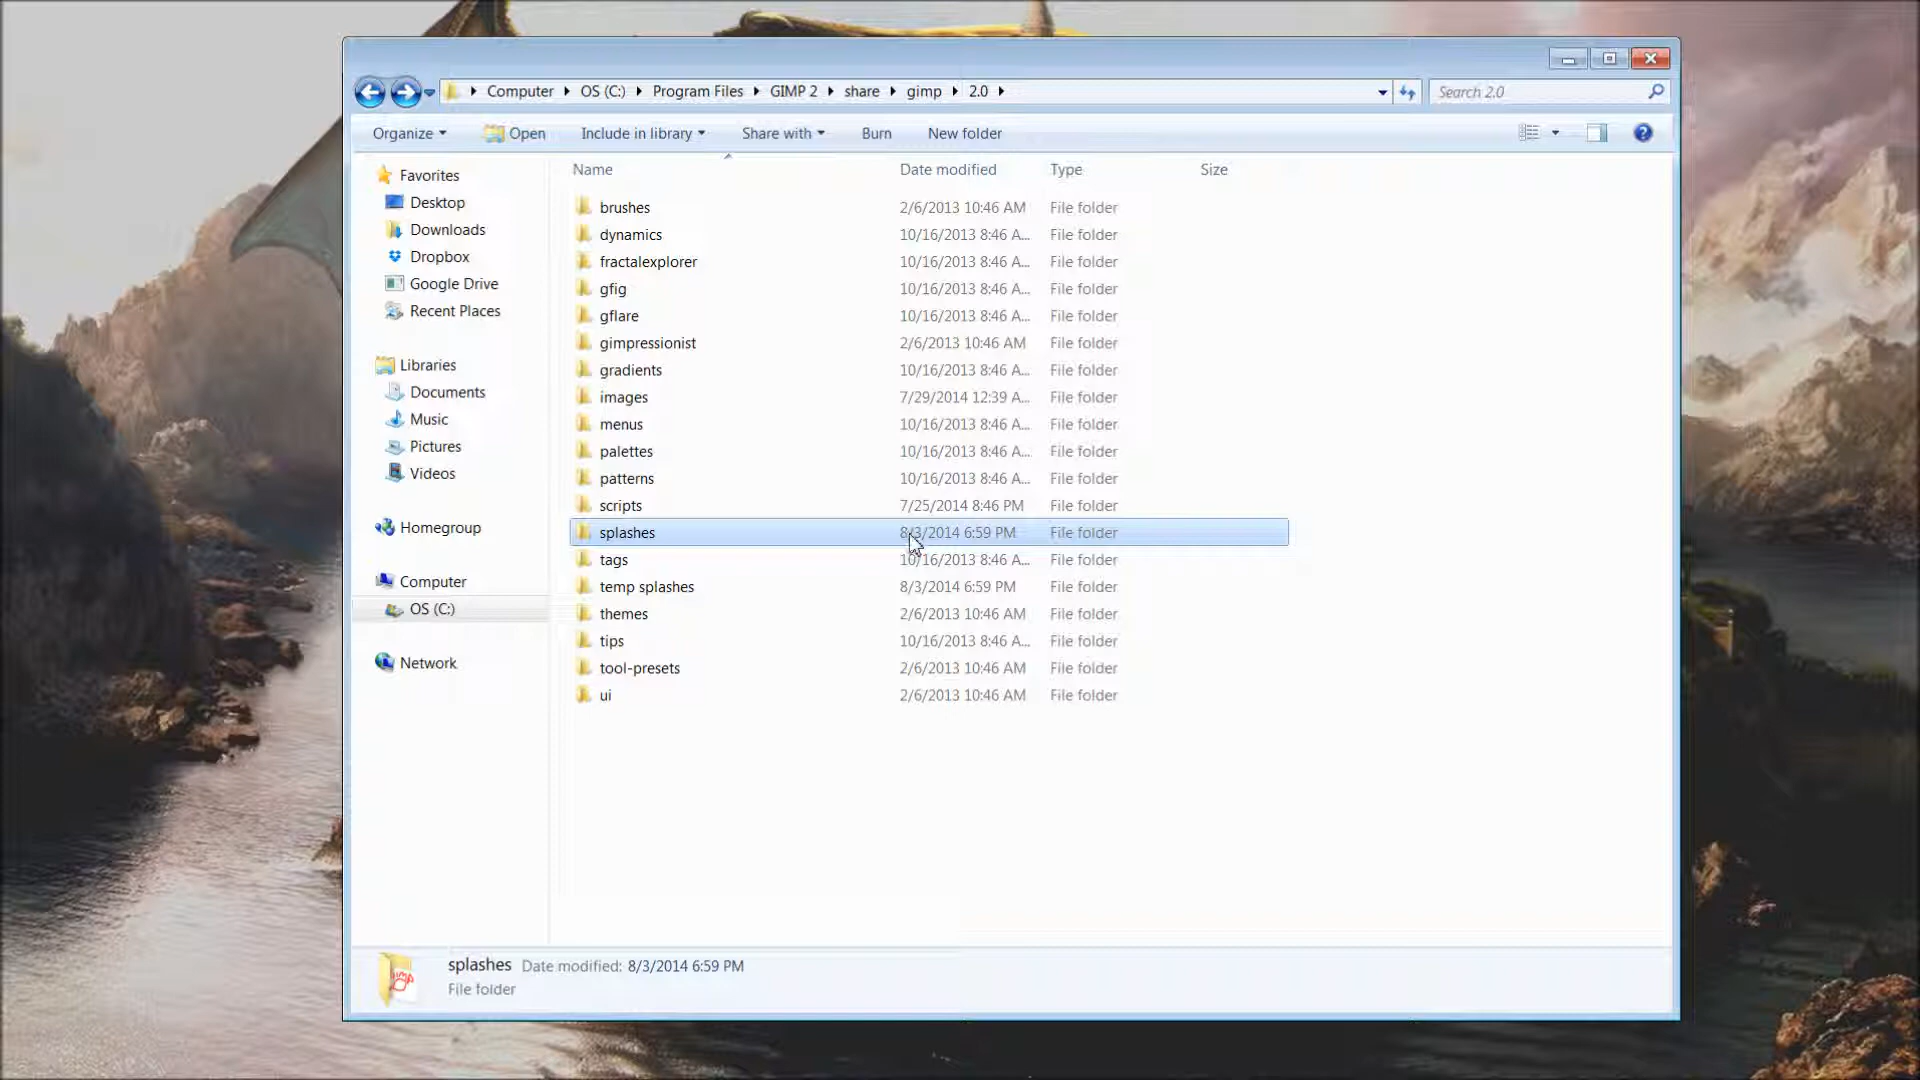 Computer OS (C:) Program Files GIMP 2 share gimp 2.0
Search 2.0
Organize Open Include in library Share with Burn New folder
Name Date modified Type Size
Favorites
Desktop
Downloads
Dropbox
Google Drive
Recent Places
Libraries
Documents
Music
Pictures
Videos
Homegroup
Computer
OS (C:)
Network
brushes 2/6/2013 10:46 AM File folder
dynamics 10/16/2013 8:46 A... File folder
fractalexplorer 10/16/2013 8:46 A... File folder
gfig 10/16/2013 8:46 A... File folder
gflare 10/16/2013 8:46 A... File folder
gimpressionist 2/6/2013 10:46 AM File folder
gradients 10/16/2013 8:46 A... File folder
images 7/29/2014 12:39 A... File folder
menus 10/16/2013 8:46 A... File folder
palettes 10/16/2013 8:46 A... File folder
patterns 10/16/2013 8:46 A... File folder
scripts 7/25/2014 8:46 PM File folder
splashes 8/3/2014 6:59 PM File folder
tags 10/16/2013 8:46 A... File folder
temp splashes 8/3/2014 6:59 PM File folder
themes 2/6/2013 10:46 AM File folder
tips 10/16/2013 8:46 A... File folder
tool-presets 2/6/2013 10:46 AM File folder
ui 2/6/2013 10:46 AM File folder
splashes Date modified: 8/3/2014 6:59 PM
File folder